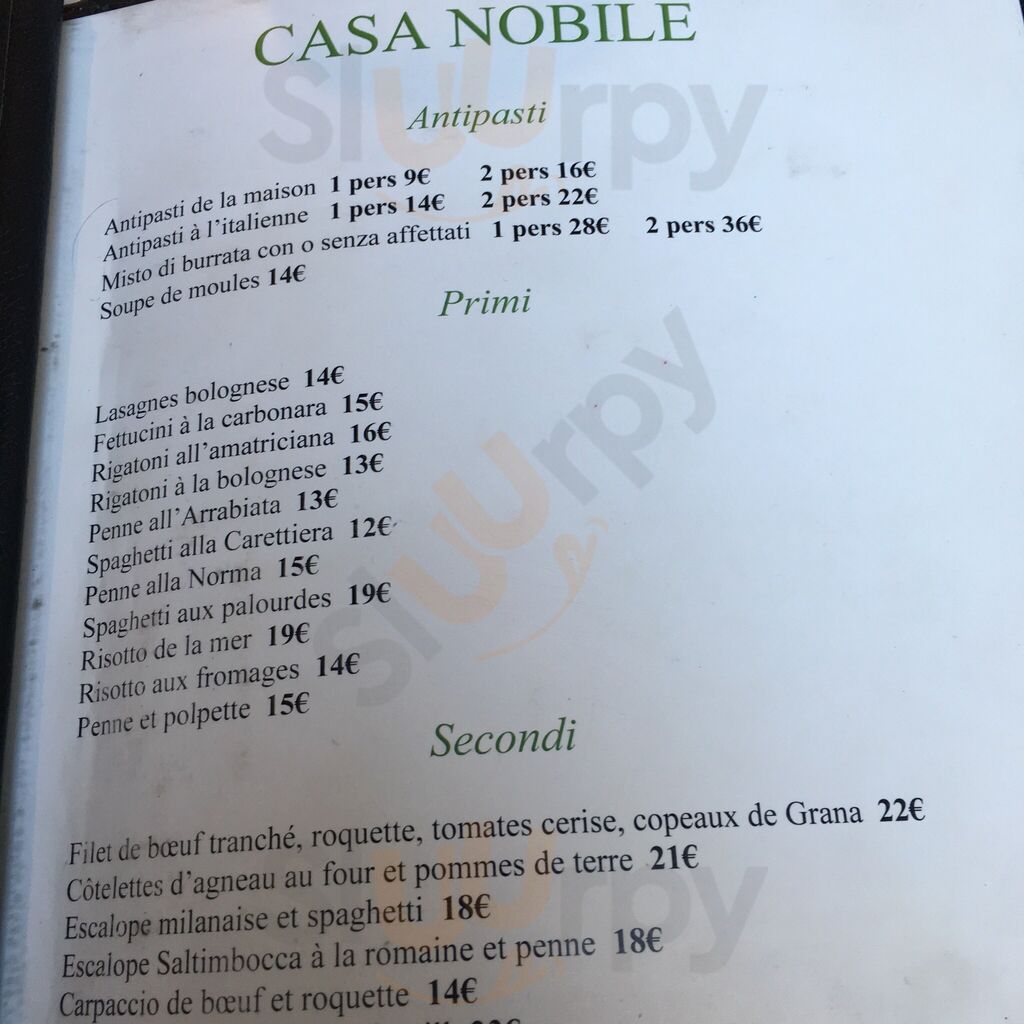 CASA NOBILE
Antipasti
Antipasti de la maison 1 pers 9€ 2 pers 16€
Antipasti à l'italienne 1 pers 14€ 2 pers 22€
Misto di burrata con o senza affettati 1 pers 28€ 2 pers 36€
Soupe de moules 14€
Primi
Lasagnes bolognese 14€
Fettucini à la carbonara 15€
Rigatoni all'amatriciana 16€
Rigatoni à la bolognese 13€
Penne all'Arrabiata 13€
Spaghetti alla Carettiera 12€
Penne alla Norma 15€
Spaghetti aux palourdes 19€
Risotto de la mer 19€
Risotto aux fromages 14€
Penne et polpette 15€
Secondi
Filet de bœuf tranché, roquette, tomates cerise, copeaux de Grana 22€
Côtelettes d'agneau au four et pommes de terre 21€
Escalope milanaise et spaghetti 18€
Escalope Saltimbocca à la romaine et penne 18€
Carpaccio de bœuf et roquette 14€
Sluurpy
Sluurpy
Sluurpy